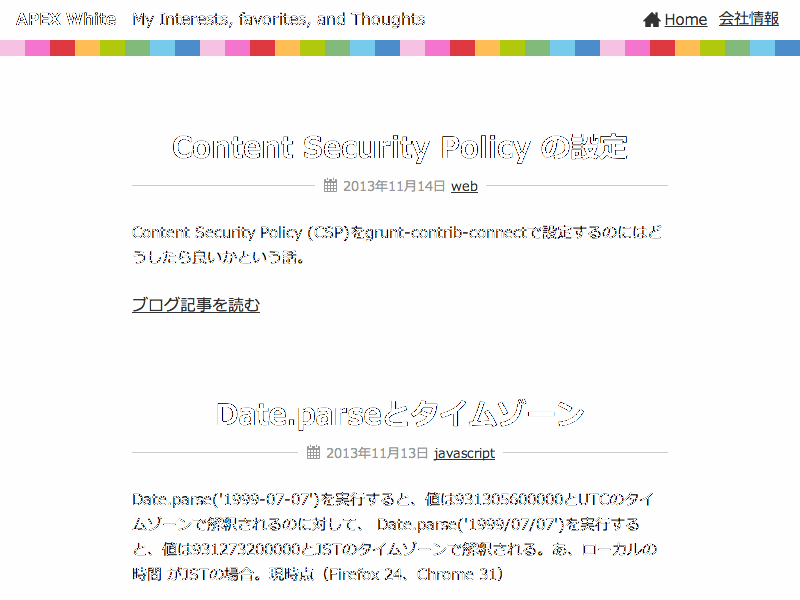 APEX White My Interests, favorites, and Thoughts
Home 会社情報
Content Security Policy の設定
2013年11月14日 web
Content Security Policy (CSP)をgrunt-contrib-connectで設定するのにはど
うしたら良いかという話。
ブログ記事を読む
Date.parseとタイムゾーン
2013年11月13日 javascript
Date.parse('1999-07-07')を実行すると、値は931305600000とUTCのタイ
ムゾーンで解釈されるのに対して、 Date.parse('1999/07/07')を実行する
と、値は931273200000とJSTのタイムゾーンで解釈される。あ、ローカルの
時間 がJSTの場合。現時点（Firefox 24、Chrome 31）